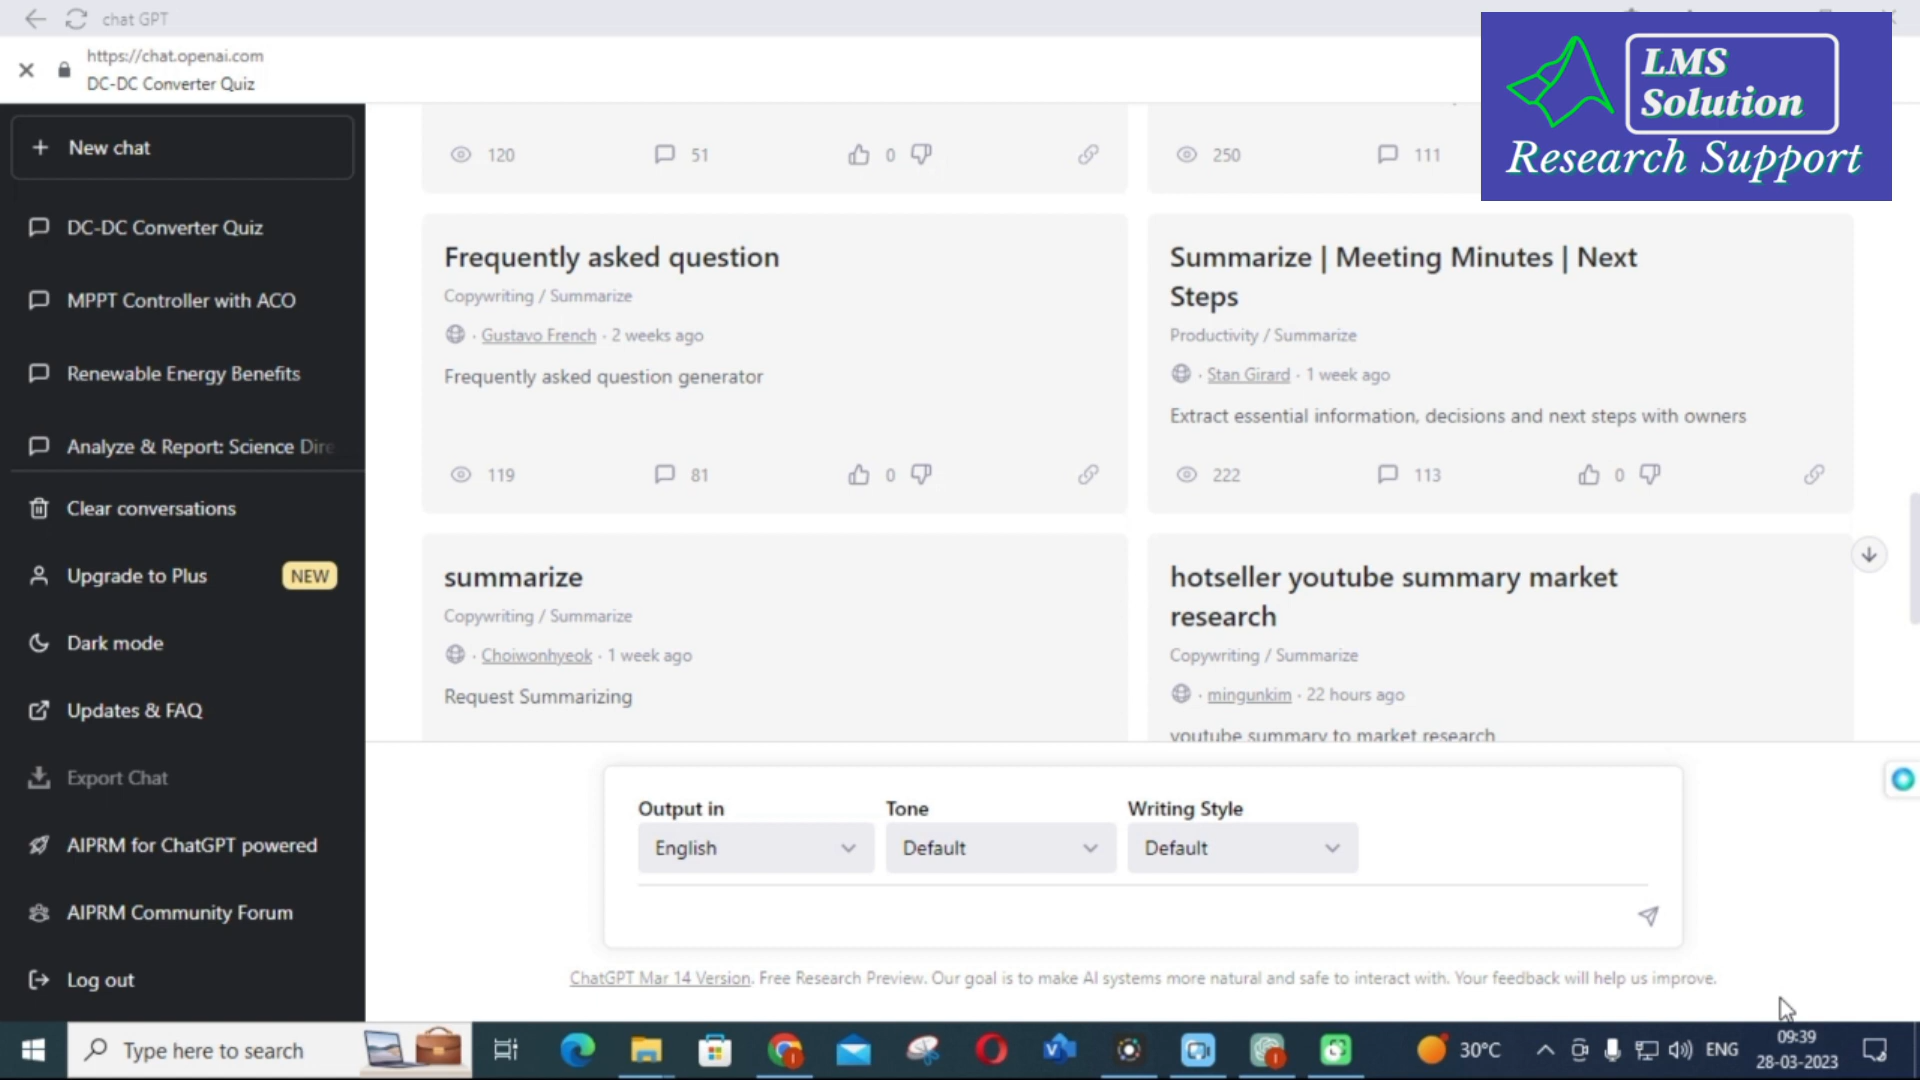 chat GPT
https://chat.openai.com
DC-DC Converter Quiz
LMS
Solution
Research Support
New chat
DC-DC Converter Quiz
MPPT Controller with ACO
Renewable Energy Benefits
Analyze & Report: Science Dire
Clear conversations
Upgrade to Plus NEW
Dark mode
Updates & FAQ
Export Chat
AIPRM for ChatGPT powered
AIPRM Community Forum
Log out
120 51 0
250 111
Frequently asked question
Copywriting / Summarize
· Gustavo French · 2 weeks ago
Frequently asked question generator
119 81 0
Summarize | Meeting Minutes | Next
Steps
Productivity / Summarize
· Stan Girard · 1 week ago
Extract essential information, decisions and next steps with owners
222 113 0
summarize
Copywriting / Summarize
· Choiwonhyeok · 1 week ago
Request Summarizing
hotseller youtube summary market
research
Copywriting / Summarize
· mingunkim · 22 hours ago
youtube summary to market research
Output in Tone Writing Style
English Default Default
ChatGPT Mar 14 Version. Free Research Preview. Our goal is to make AI systems more natural and safe to interact with. Your feedback will help us improve.
Type here to search
30°C
ENG
09:39
28-03-2023